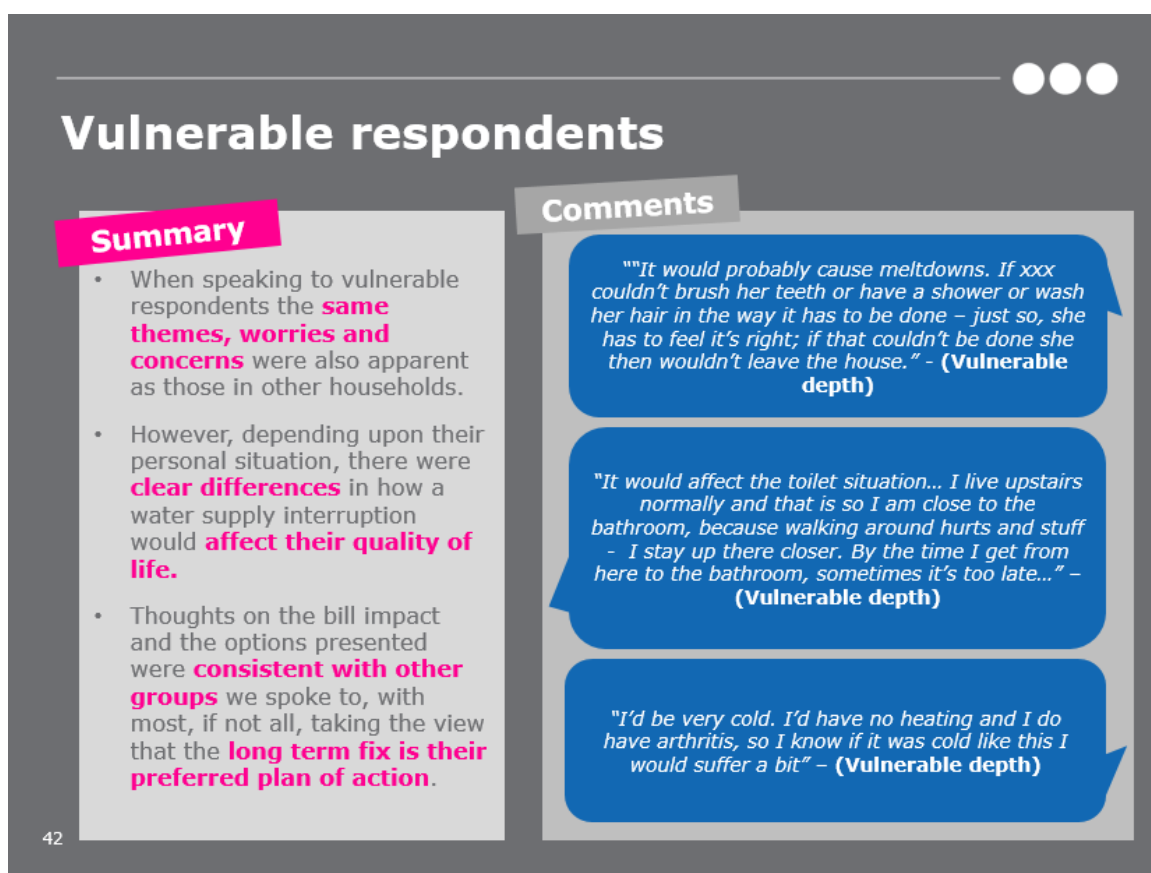 Vulnerable respondents
Summary
• When speaking to vulnerable
respondents the same
themes, worries and
concerns were also apparent
as those in other households.
• However, depending upon their
personal situation, there were
clear differences in how a
water supply interruption
would affect their quality of
life.
• Thoughts on the bill impact
and the options presented
were consistent with other
groups we spoke to, with
most, if not all, taking the view
that the long term fix is their
preferred plan of action.
Comments
““It would probably cause meltdowns. If xxx
couldn’t brush her teeth or have a shower or wash
her hair in the way it has to be done – just so, she
has to feel it’s right; if that couldn’t be done she
then wouldn’t leave the house.” - (Vulnerable
depth)
“It would affect the toilet situation… I live upstairs
normally and that is so I am close to the
bathroom, because walking around hurts and stuff
- I stay up there closer. By the time I get from
here to the bathroom, sometimes it’s too late…” –
(Vulnerable depth)
“I’d be very cold. I’d have no heating and I do
have arthritis, so I know if it was cold like this I
would suffer a bit” – (Vulnerable depth)
42